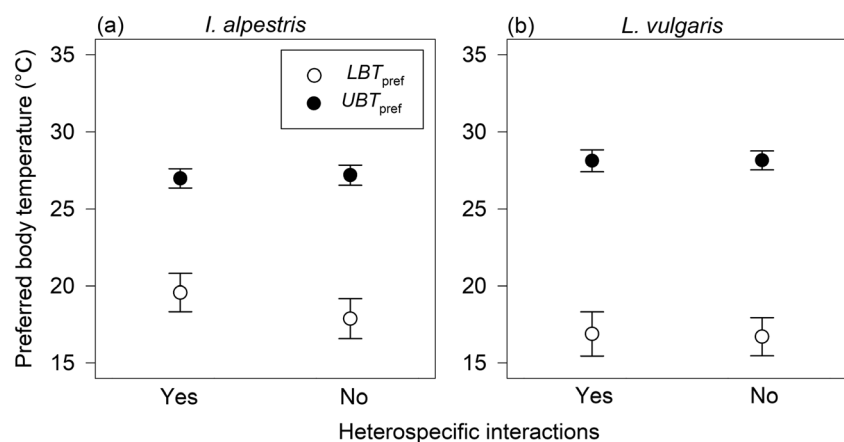 (a) I. alpestris
(b) L. vulgaris
Preferred body temperature (°C)
35
30
25
20
15
LBTpref
UBTpref
Yes No
35
30
25
20
15
Yes No
Heterospecific interactions